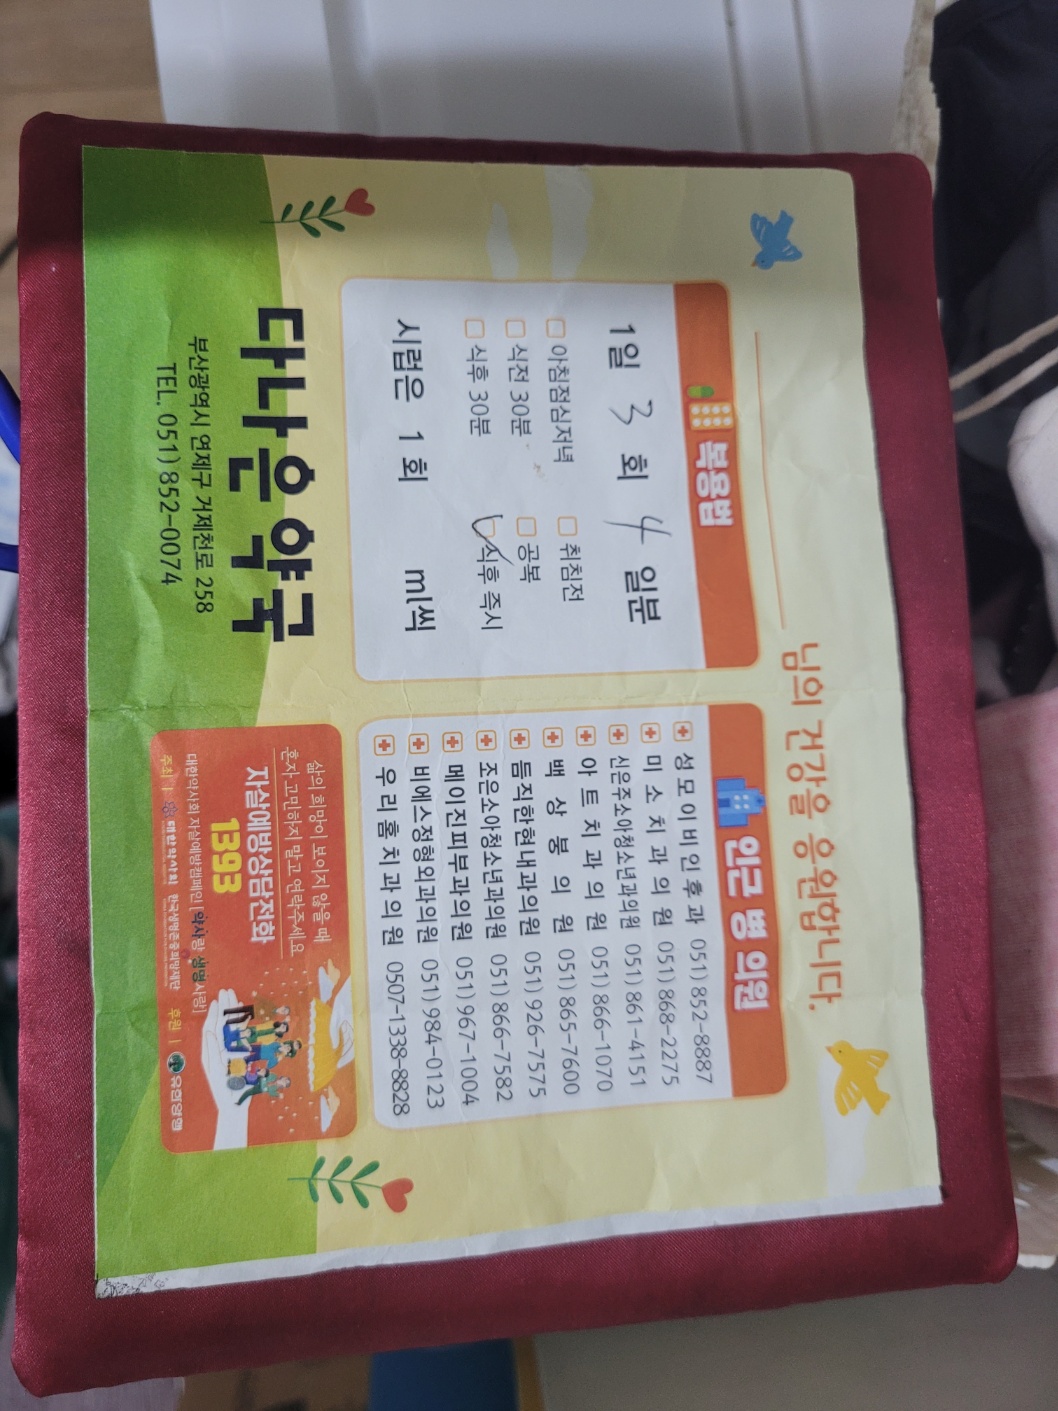 님의 건강을 응원합니다.
복용법
1일 3 회 4 일분
아침점심저녁 취침전
식전 30분 공복
식후 30분 식후 즉시
시럽은 1 회 ml씩
인근 병 의원
성모이비인후과 051)852-8887
미소치과의원 051)868-2275
신은주소아청소년과의원 051)861-4151
아트치과의원 051)866-1070
백상봉의원 051)865-7600
듬직한현내과의원 051)926-7575
조은소아청소년과의원 051)866-7582
메이진피부과의원 051)967-1004
비에스정형외과의원 051)984-0123
우리홈치과의원 0507-1338-8828
다나은약국
부산광역시 연제구 거제천로 258
TEL. 051)852-0074
삶의 희망이 보이지 않을 때
혼자 고민하지 말고 연락주세요
자살예방상담전화
1393
대한약사회 자살예방캠페인 [약사랑 생명사랑]
주최 | 대한약사회 한국생명존중희망재단 후원 | 유한양행